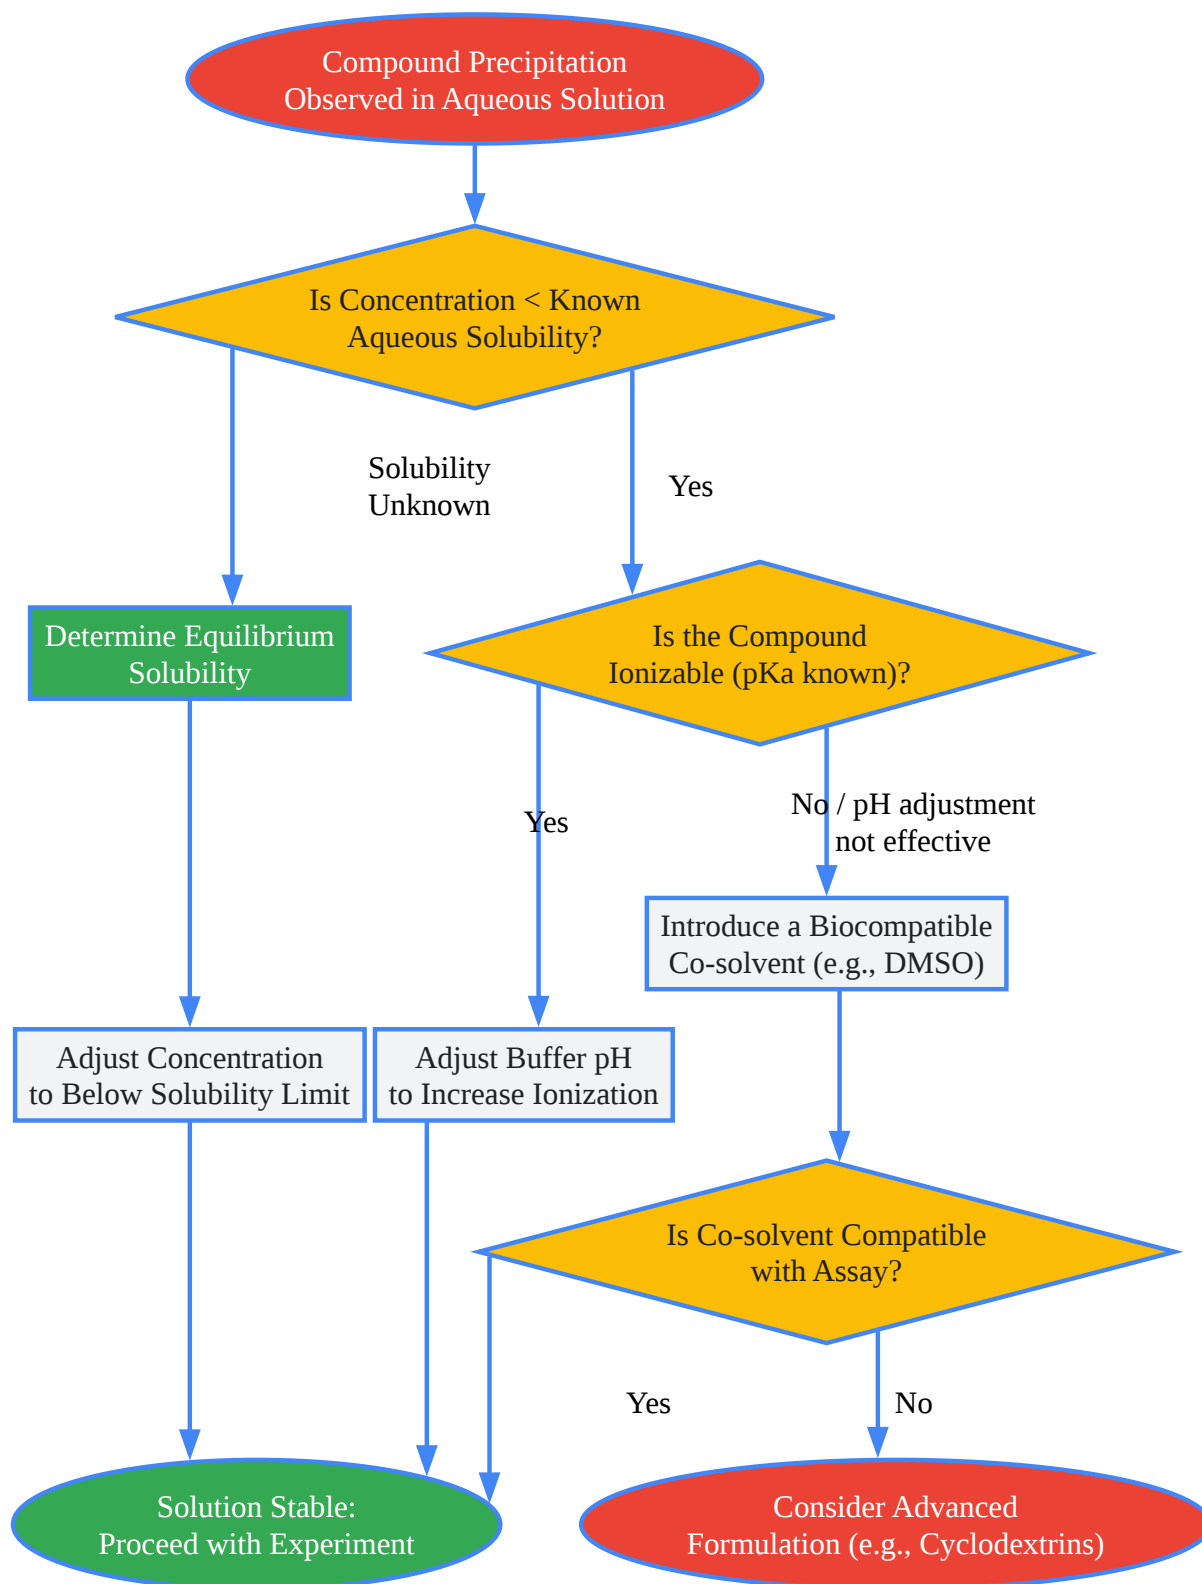 Compound Precipitation
Observed in Aqueous Solution
Is Concentration < Known
Aqueous Solubility?
Solubility
Unknown
Yes
Determine Equilibrium
Solubility
Is the Compound
Ionizable (pKa known)?
Yes
No / pH adjustment
not effective
Introduce a Biocompatible
Co-solvent (e.g., DMSO)
Adjust Concentration
to Below Solubility Limit
Adjust Buffer pH
to Increase Ionization
Is Co-solvent Compatible
with Assay?
Yes
No
Solution Stable:
Proceed with Experiment
Consider Advanced
Formulation (e.g., Cyclodextrins)